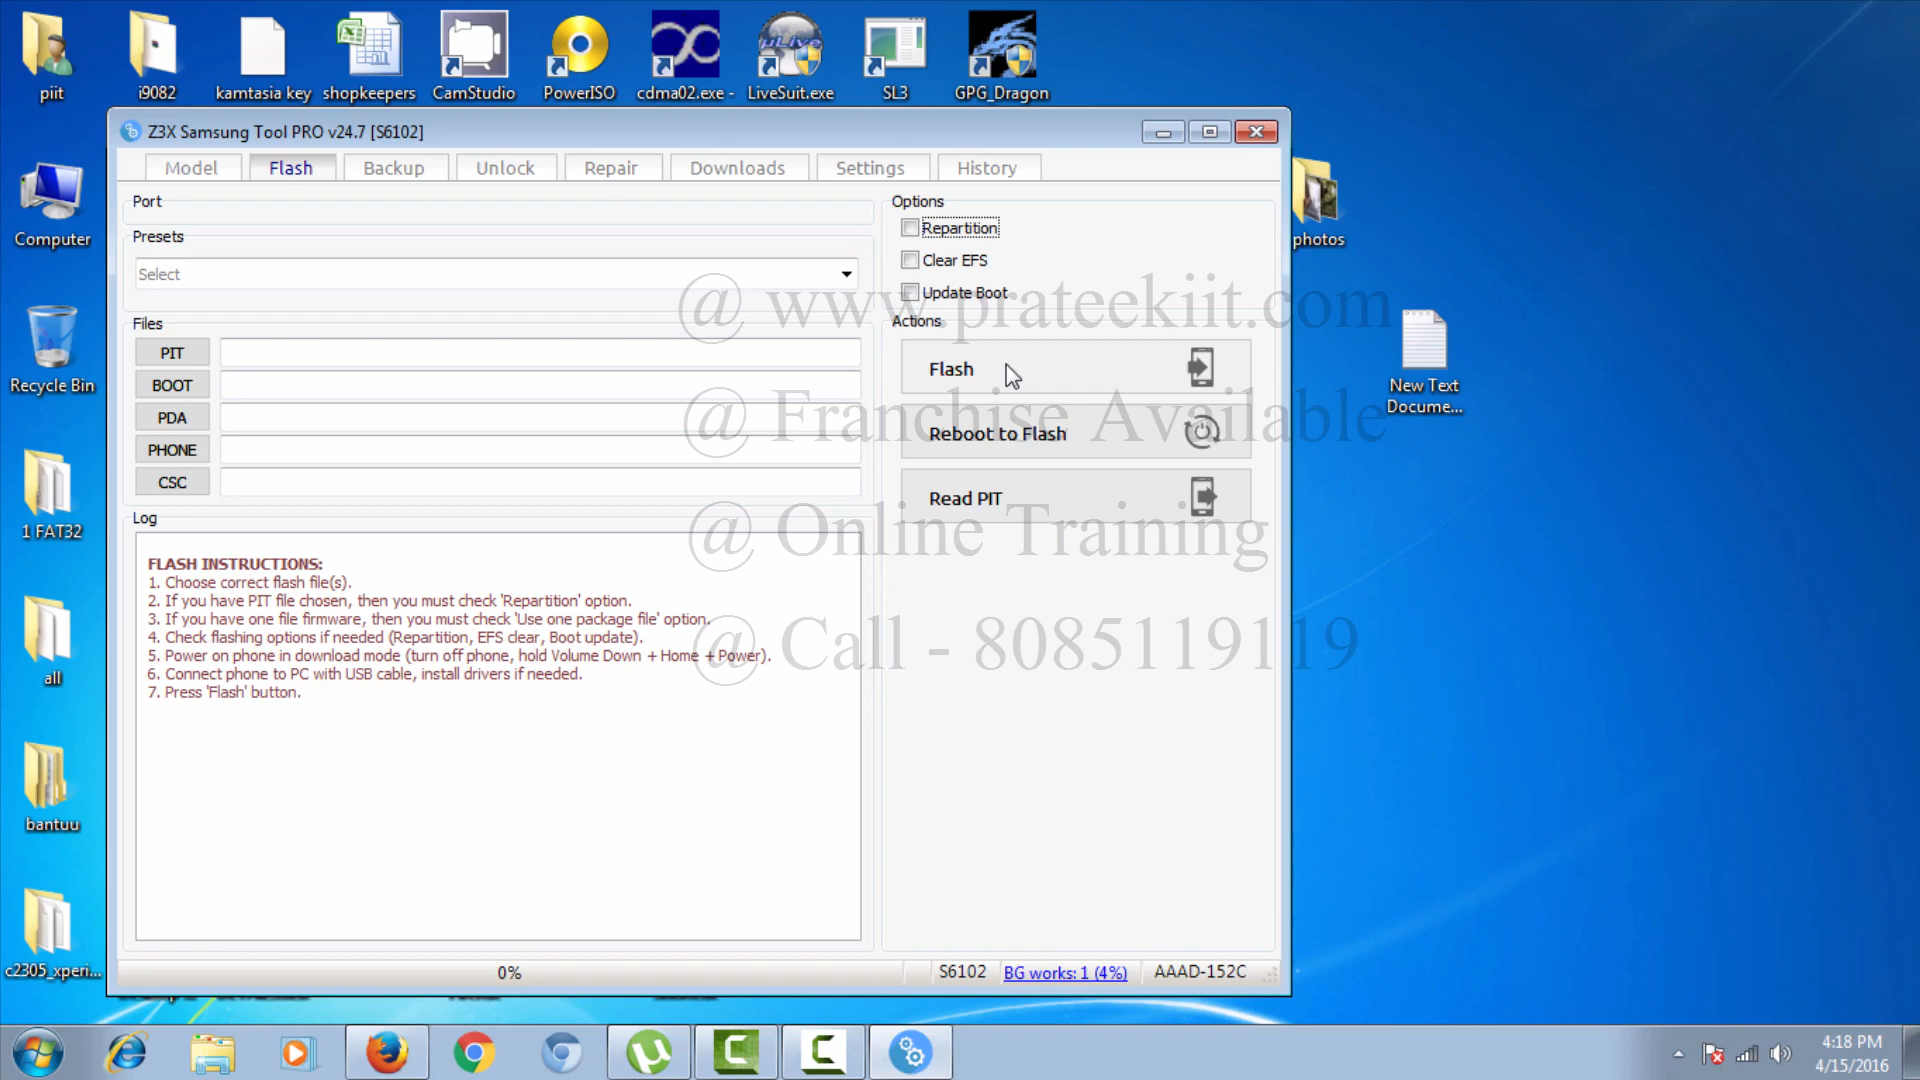 piit
i9082
kamtasia key
shopkeepers
CamStudio
PowerISO
cdma02.exe -
LiveSuit.exe
SL3
GPG_Dragon
Z3X Samsung Tool PRO v24.7 [S6102]
Model
Flash
Backup
Unlock
Repair
Downloads
Settings
History
Port
Presets
Select
Files
PIT
BOOT
PDA
PHONE
CSC
Options
Repartition
Clear EFS
Update Boot
Actions
Flash
Reboot to Flash
Read PIT
Log
FLASH INSTRUCTIONS:
1. Choose correct flash file(s).
2. If you have PIT file chosen, then you must check 'Repartition' option.
3. If you have one file firmware, then you must check 'Use one package file' option.
4. Check flashing options if needed (Repartition, EFS clear, Boot update).
5. Power on phone in download mode (turn off phone, hold Volume Down + Home + Power).
6. Connect phone to PC with USB cable, install drivers if needed.
7. Press 'Flash' button.
0%
S6102
BG works: 1 (4%)
AAAD-152C
@ www.prateekiit.com
@ Franchise Available
@ Online Training
@ Call - 8085119119
Computer
Recycle Bin
1 FAT32
all
bantuu
c2305_xperi...
photos
New Text
Docume...
4:18 PM
4/15/2016